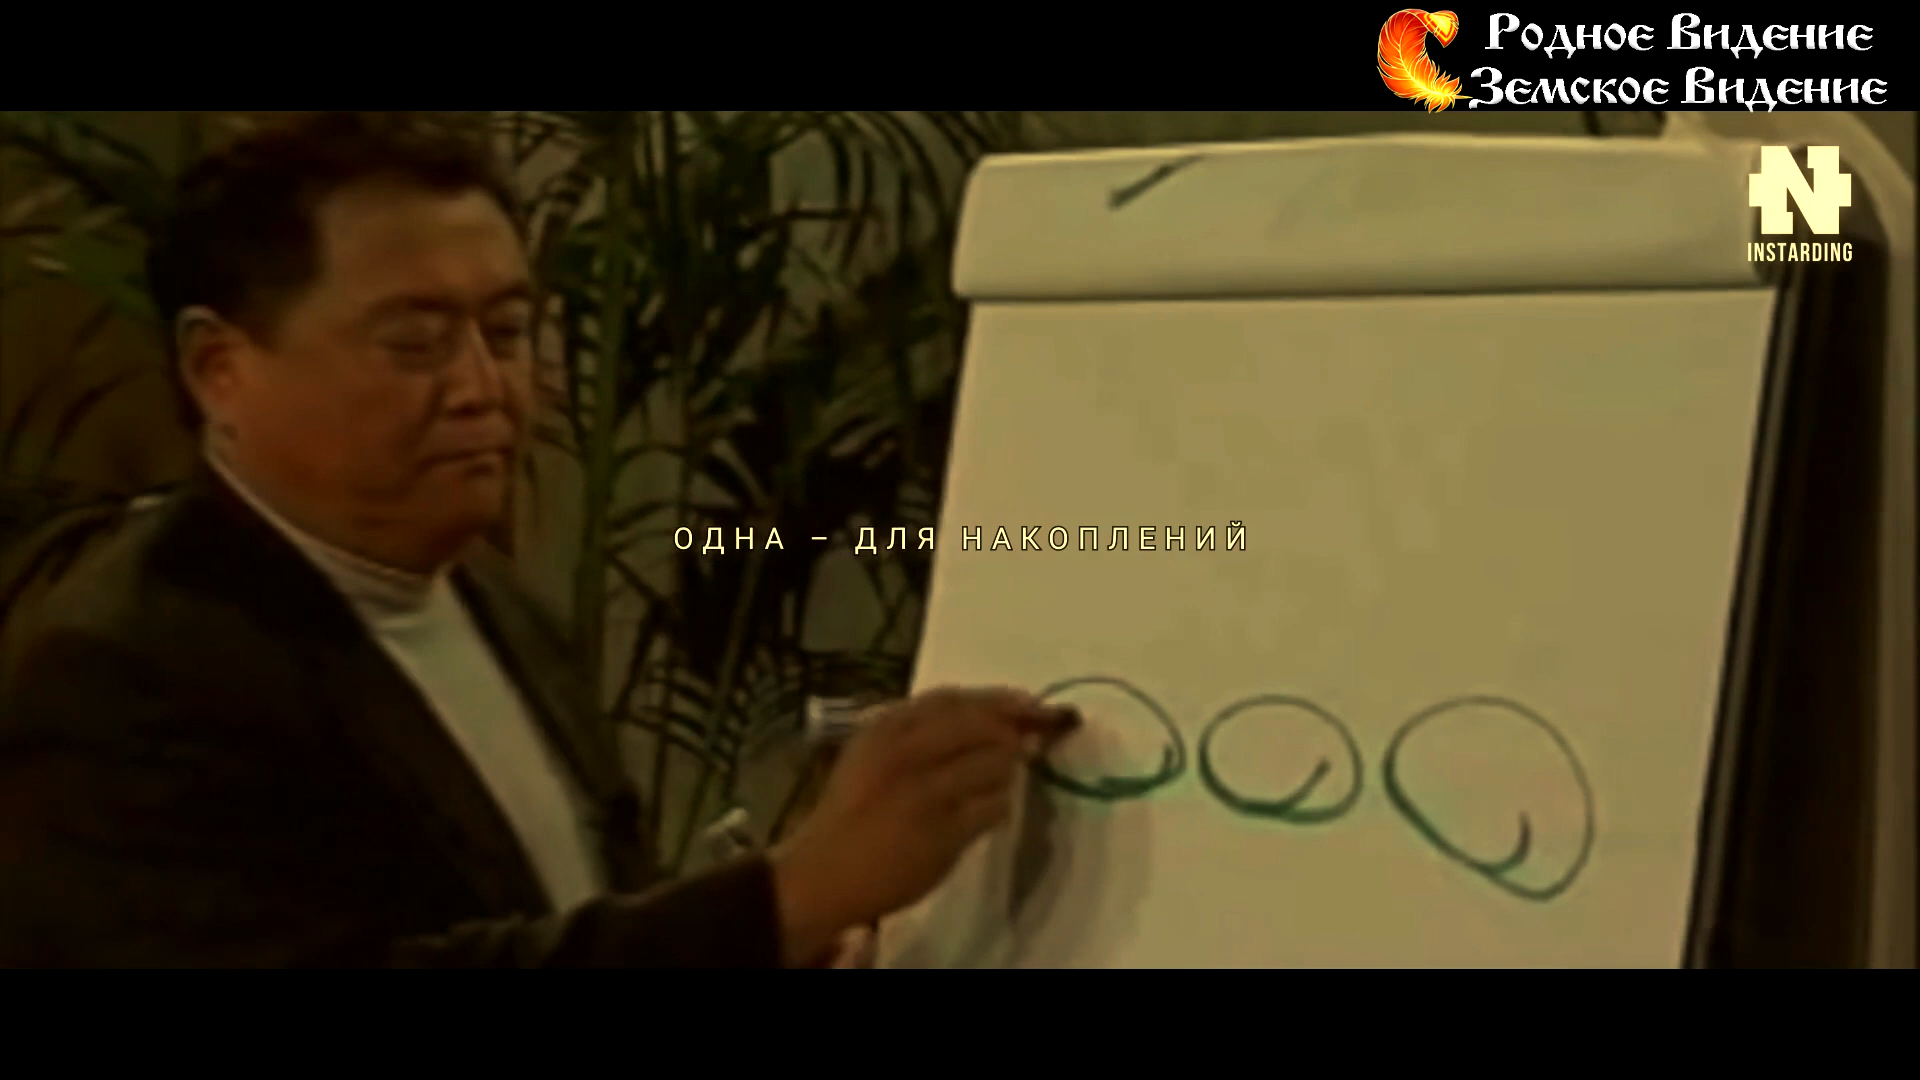 Родное Видение
Земское Видение
N
INSTARDING
ОДНА – ДЛЯ НАКОПЛЕНИЙ